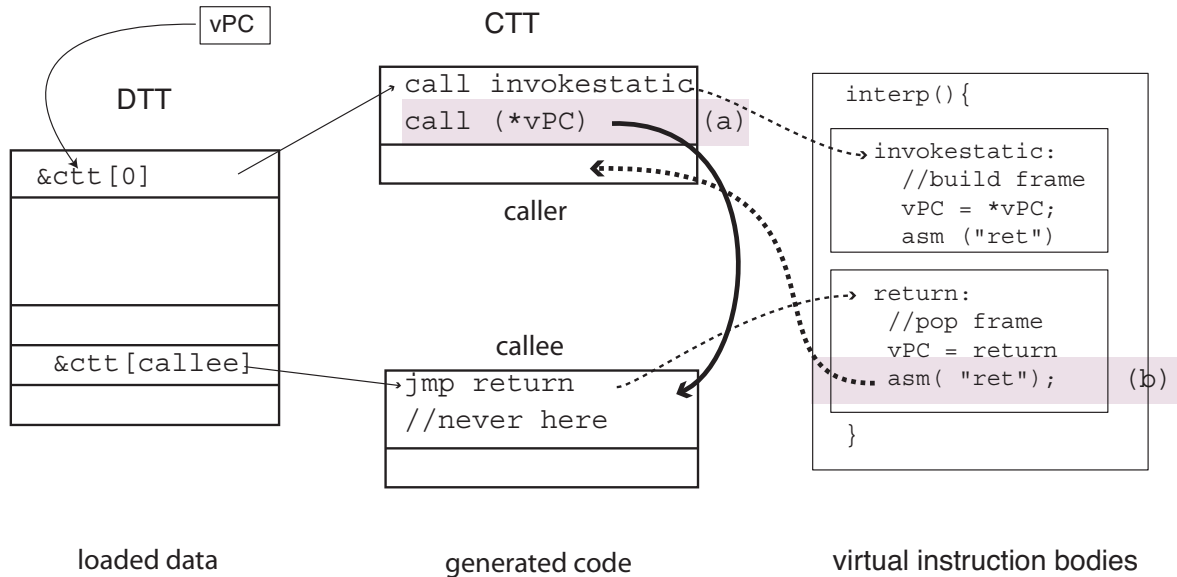 vPC
CTT
DTT
&ctt[0]
&ctt[callee]
call invokestatic
call (*vPC)
(a)
caller
callee
jmp return
//never here
interp(){
invokestatic:
//build frame
vPC = *vPC;
asm ("ret")
return:
//pop frame
vPC = return
asm( "ret");
(b)
}
loaded data
generated code
virtual instruction bodies